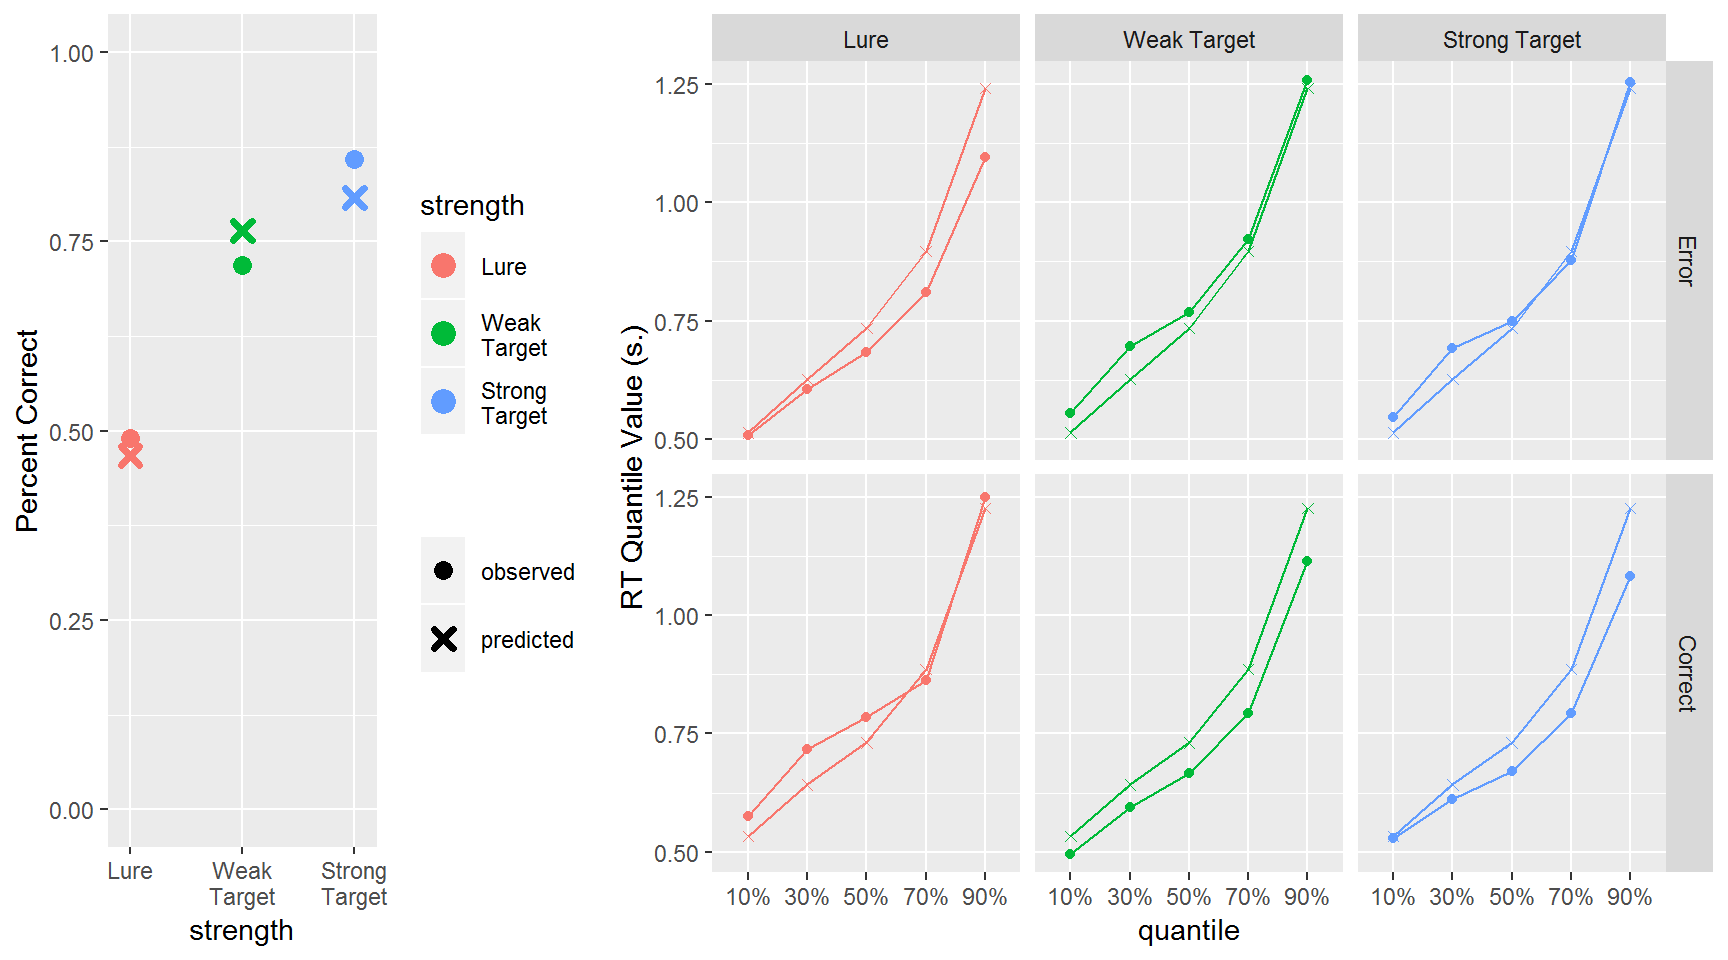 Percent Correct
1.00
0.75
0.50
0.25
0.00
Lure
Weak
Target
Strong
Target
strength
strength
Lure
Weak
Target
Strong
Target
observed
predicted
Lure
Weak Target
Strong Target
RT Quantile Value (s.)
1.25
1.00
0.75
0.50
Error
1.25
1.00
0.75
0.50
Correct
10% 30% 50% 70% 90%
10% 30% 50% 70% 90%
10% 30% 50% 70% 90%
quantile